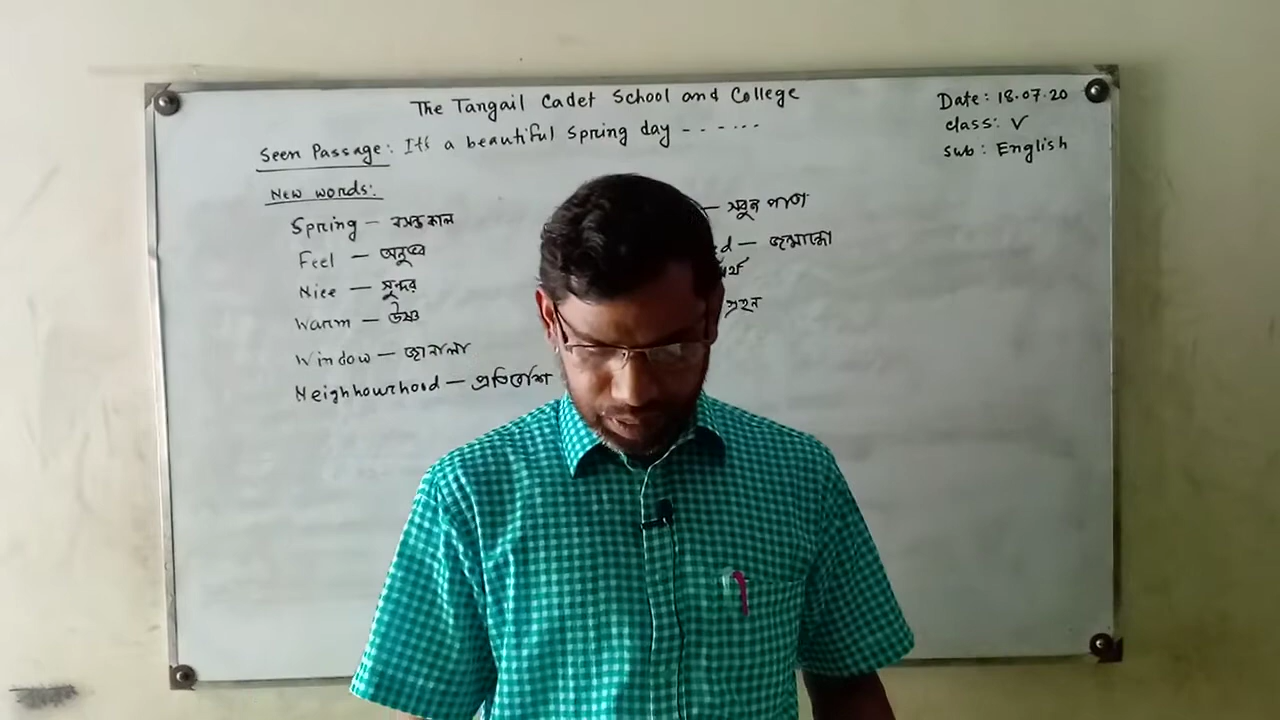 The Tangail Cadet School and College
Date: 18.07.20
Class: V
Sub: English
Seen Passage: It's a beautiful spring day - - - - - -
New words:
Spring — বসন্তকাল
Feel — অনুভব
Nice — সুন্দর
Warm — উষ্ণ
Window — জানালা
Neighbourhood —
— সবুজ পাতা
d — জন্মান্ধ